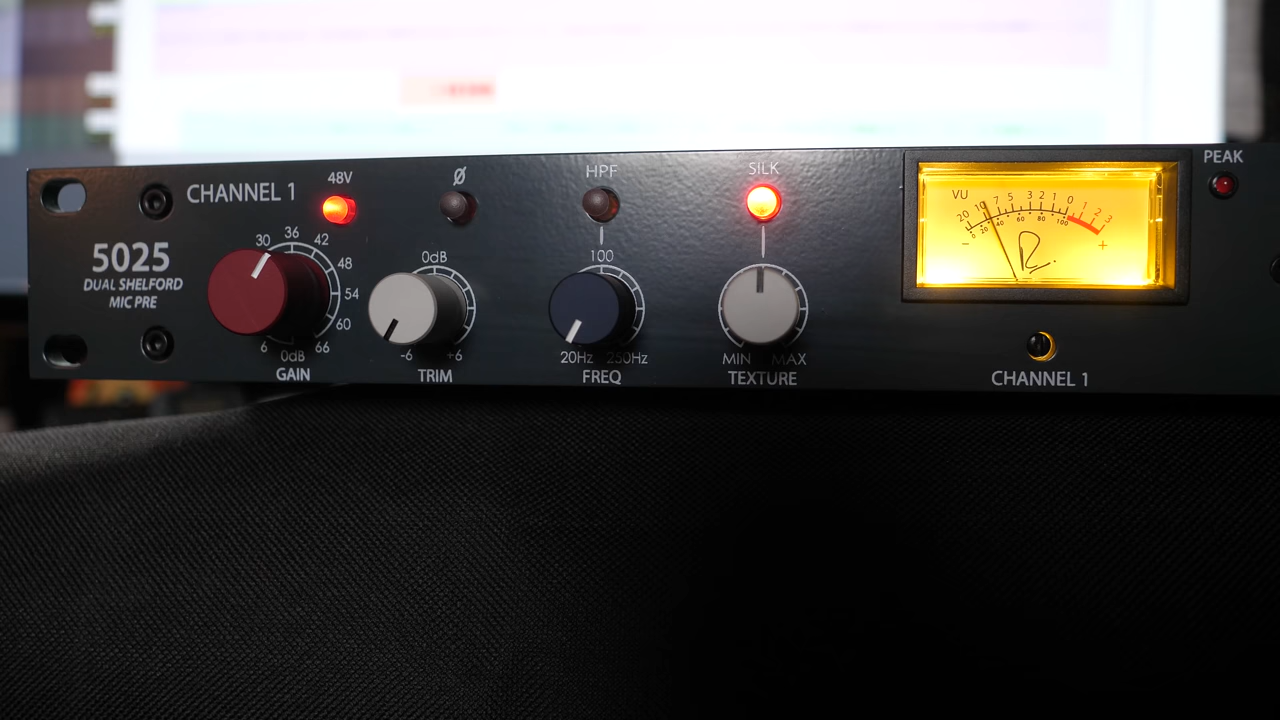 CHANNEL 1
48V
Ø
HPF
SILK
PEAK
5025
DUAL SHELFORD
MIC PRE
30 36 42 48 54 60 66
6 0dB
GAIN
0dB
-6 +6
TRIM
100
20Hz 250Hz
FREQ
MIN MAX
TEXTURE
VU
20 10 7 5 3 2 1 0 1 2 3
0 20 40 60 80 100
- +
CHANNEL 1